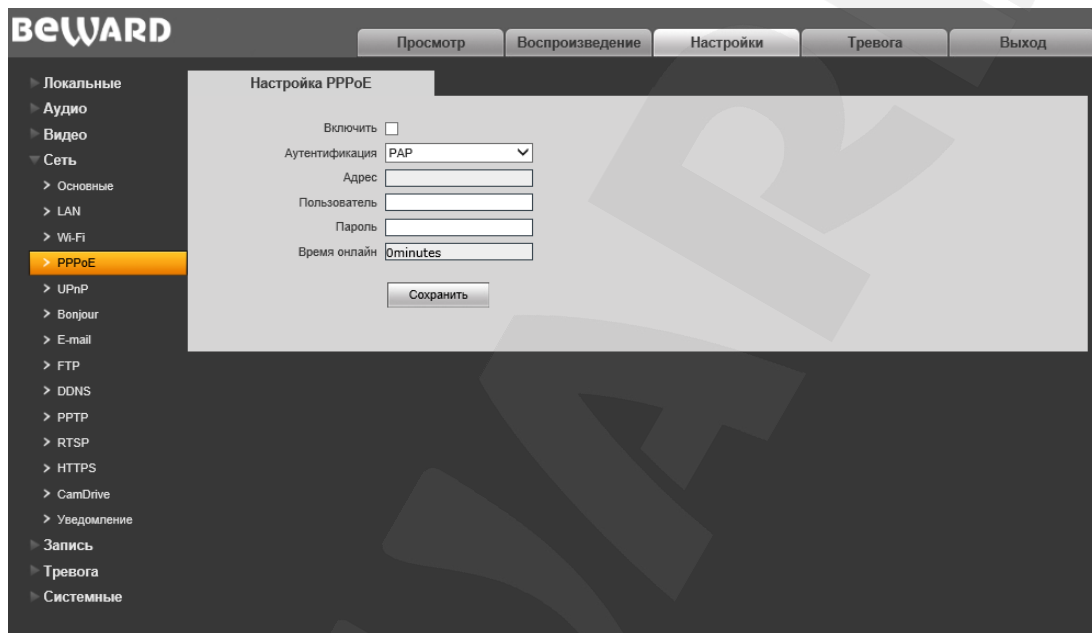 BEWARD
Просмотр Воспроизведение Настройки Тревога Выход
Локальные
Аудио
Видео
Сеть
Основные
LAN
Wi-Fi
PPPoE
UPnP
Bonjour
E-mail
FTP
DDNS
PPTP
RTSP
HTTPS
CamDrive
Уведомление
Запись
Тревога
Системные
Настройка PPPoE
Включить
Аутентификация PAP
Адрес
Пользователь
Пароль
Время онлайн 0minutes
Сохранить